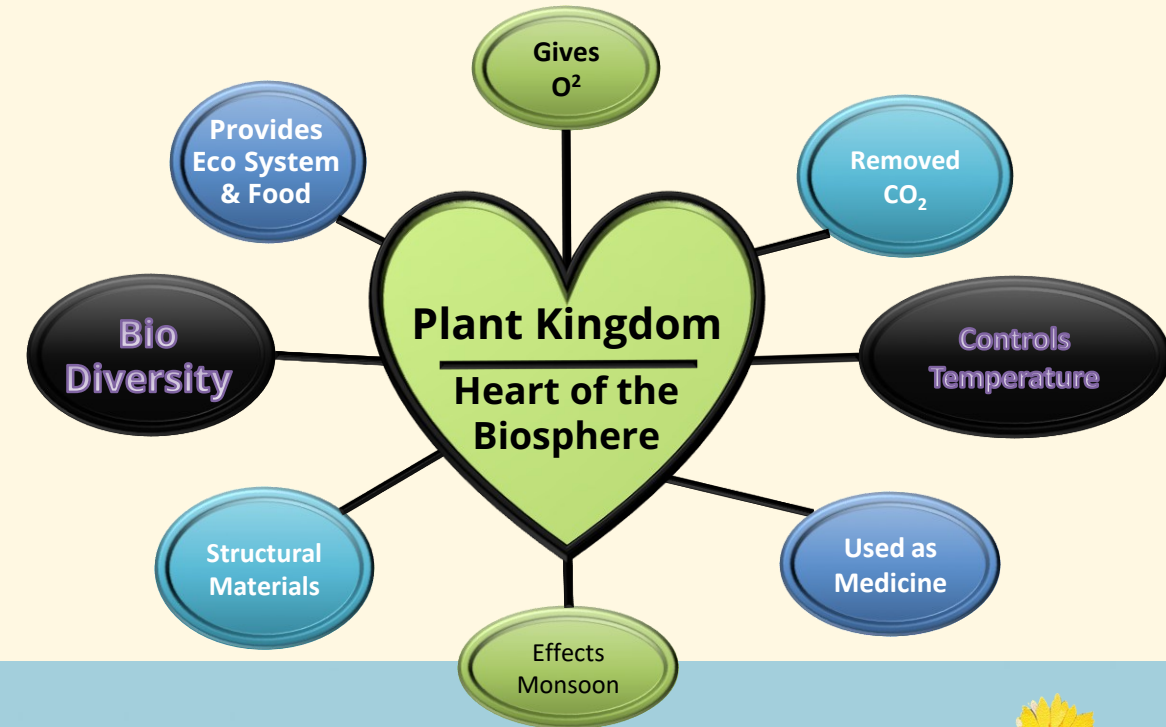 Gives
O²
Provides
Eco System
& Food
Removed
CO₂
Plant Kingdom
Heart of the
Biosphere
Bio
Diversity
Controls
Temperature
Structural
Materials
Used as
Medicine
Effects
Monsoon